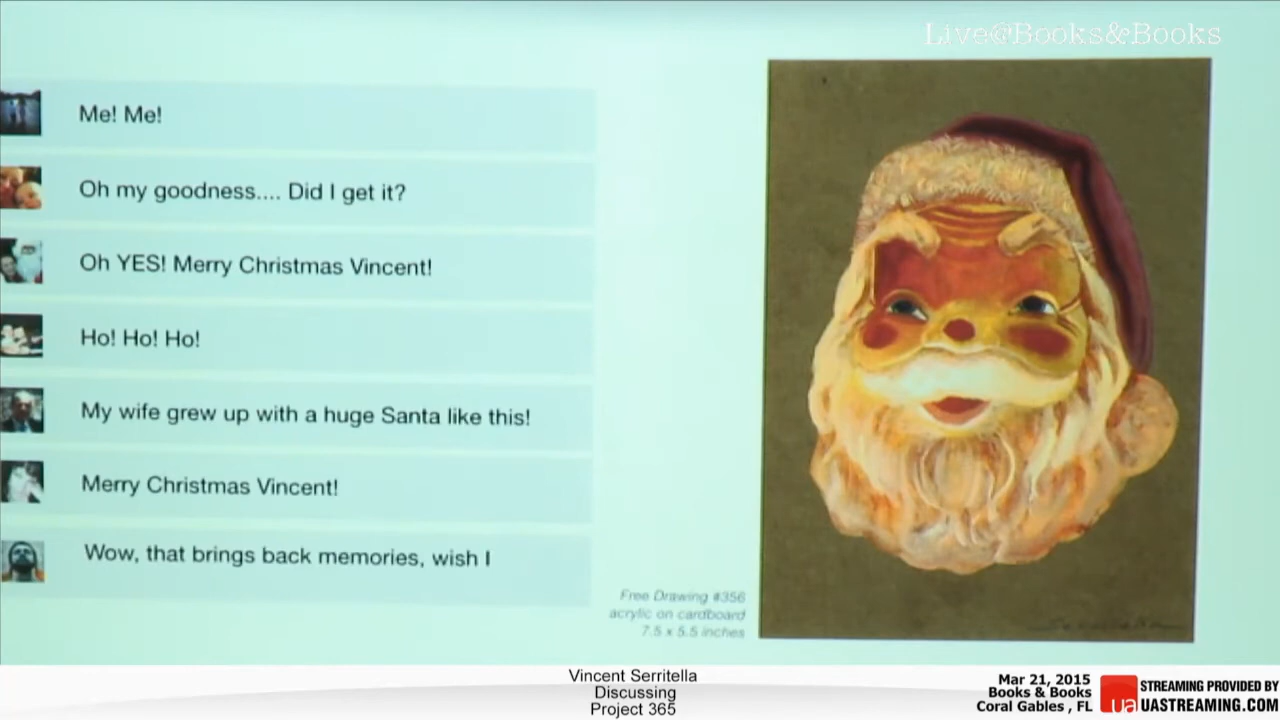 Live@Books&Books
Me! Me!
Oh my goodness.... Did I get it?
Oh YES! Merry Christmas Vincent!
Ho! Ho! Ho!
My wife grew up with a huge Santa like this!
Merry Christmas Vincent!
Wow, that brings back memories, wish I
Free Drawing #356
acrylic on cardboard
7.5 x 5.5 inches
Vincent Serritella
Discussing
Project 365
Mar 21, 2015
Books & Books
Coral Gables , FL
ua
STREAMING PROVIDED BY
UASTREAMING.COM